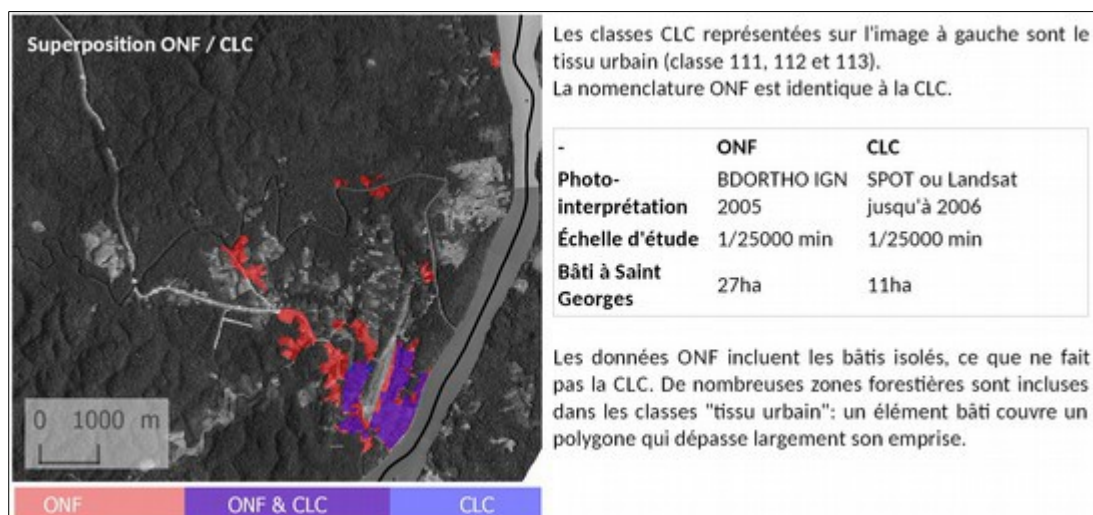 Superposition ONF / CLC
0 1000 m
ONF ONF & CLC CLC
Les classes CLC représentées sur l'image à gauche sont le
tissu urbain (classe 111, 112 et 113).
La nomenclature ONF est identique à la CLC.
- ONF CLC
Photo-interprétation BDORTHO IGN 2005 SPOT ou Landsat jusqu'à 2006
Échelle d'étude 1/25000 min 1/25000 min
Bâti à Saint Georges 27ha 11ha
Les données ONF incluent les bâtis isolés, ce que ne fait
pas la CLC. De nombreuses zones forestières sont incluses
dans les classes "tissu urbain": un élément bâti couvre un
polygone qui dépasse largement son emprise.